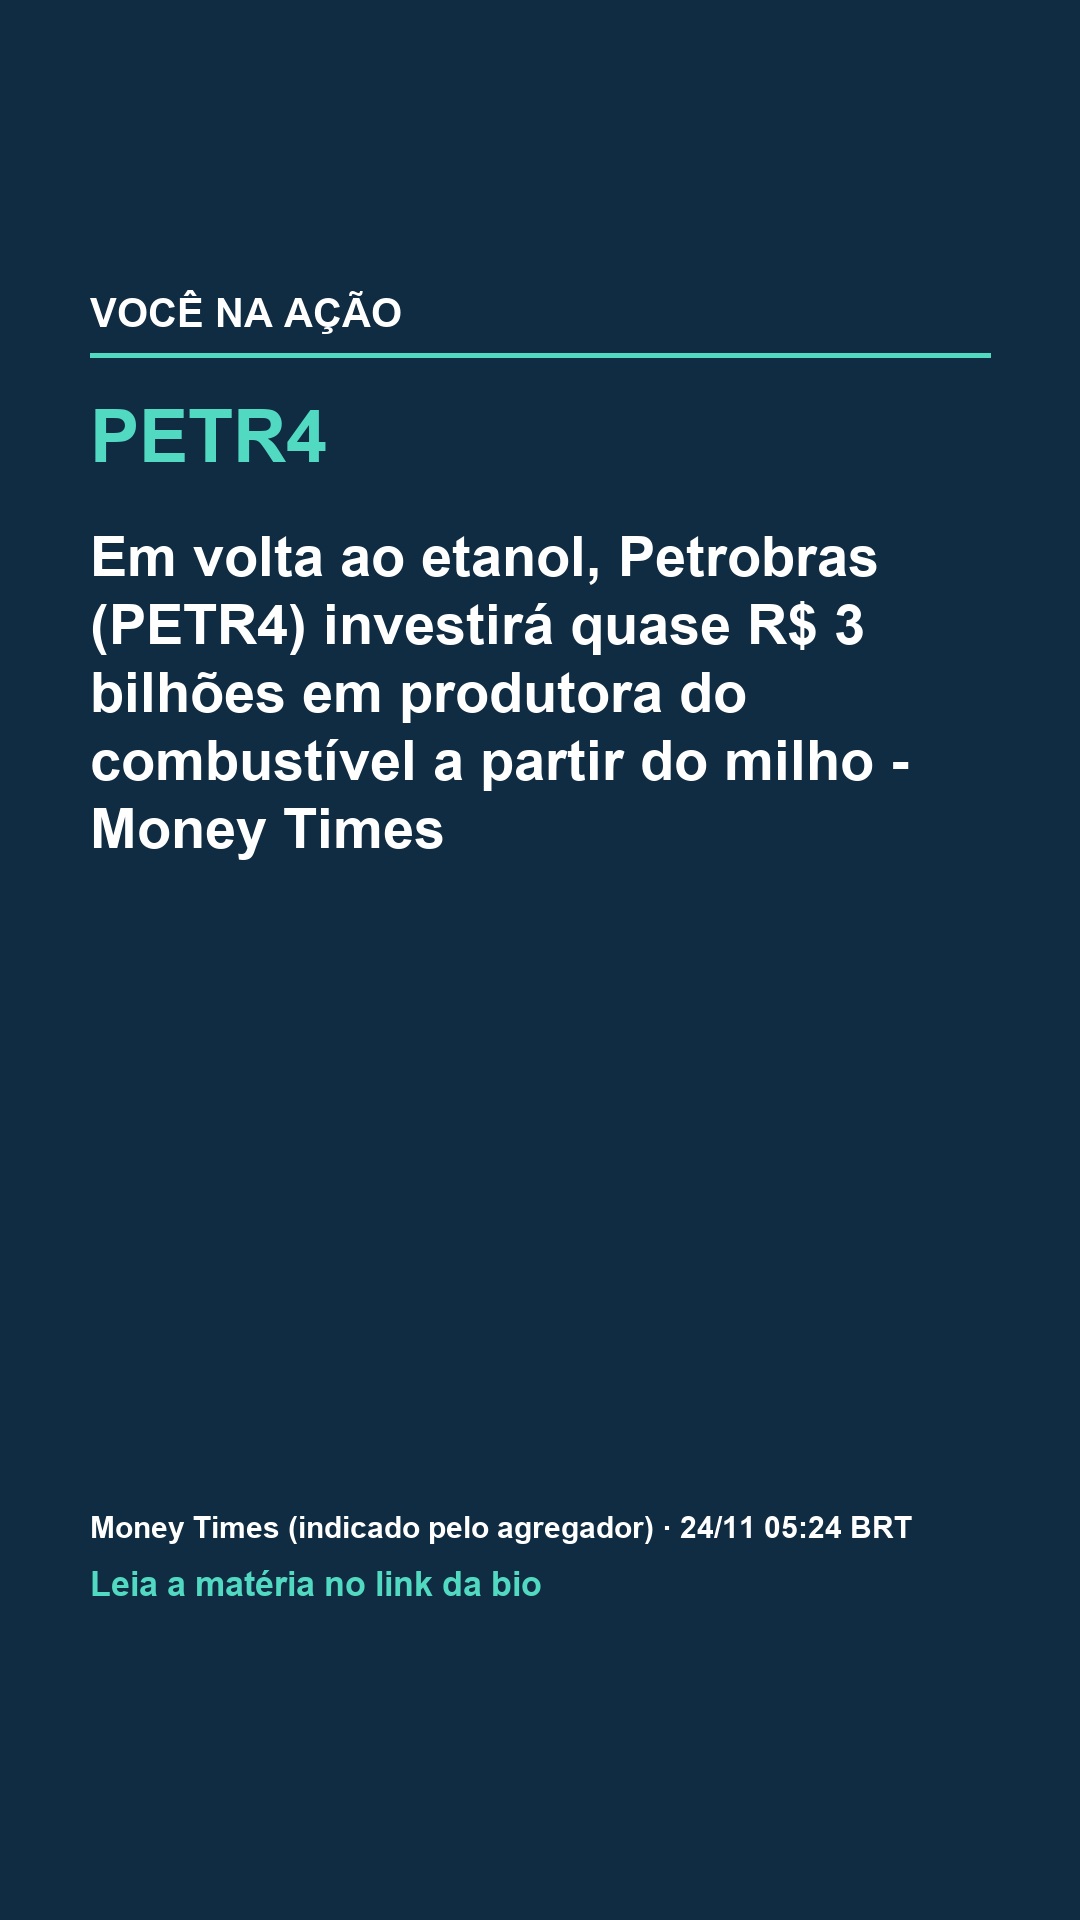 VOCÊ NA AÇÃO
PETR4
Em volta ao etanol, Petrobras
(PETR4) investirá quase R$ 3
bilhões em produtora do
combustível a partir do milho -
Money Times
Money Times (indicado pelo agregador) · 24/11 05:24 BRT
Leia a matéria no link da bio